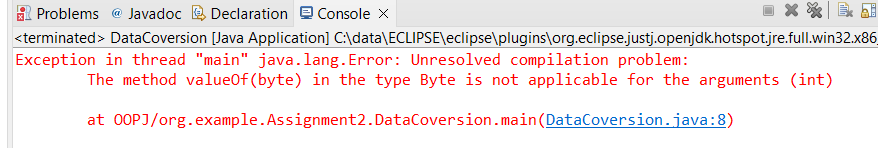 Problems @ Javadoc Declaration Console
<terminated> DataCoversion [Java Application] C:\data\ECLIPSE\eclipse\plugins\org.eclipse.justj.openjdk.hotspot.jre.full.win32.x86_
Exception in thread "main" java.lang.Error: Unresolved compilation problem:
The method valueOf(byte) in the type Byte is not applicable for the arguments (int)
at OOPJ/org.example.Assignment2.DataCoversion.main(DataCoversion.java:8)